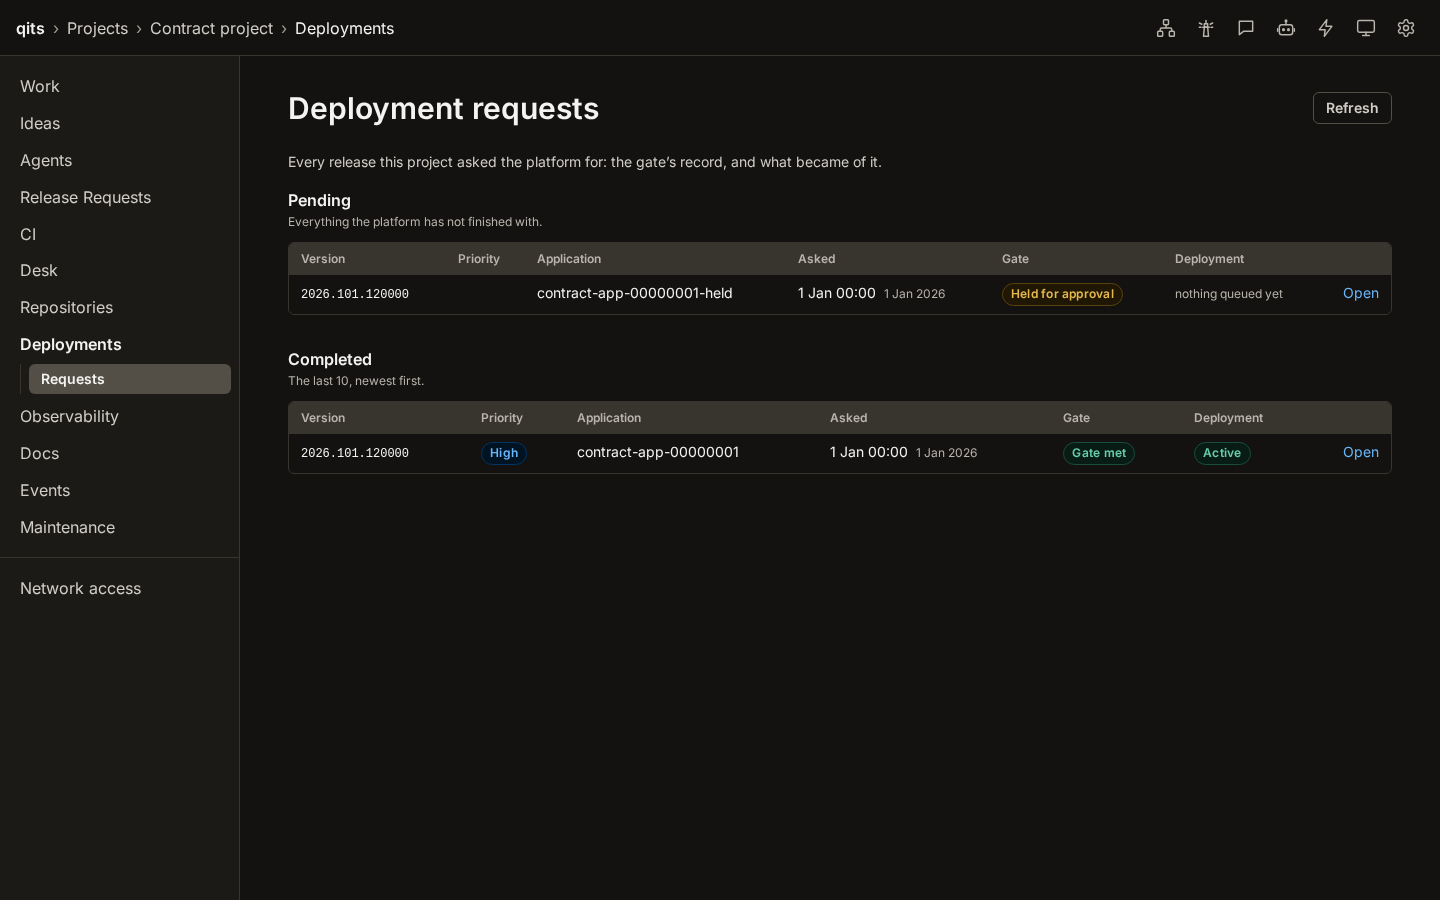 qits › Projects › Contract project › Deployments
Work
Ideas
Agents
Release Requests
CI
Desk
Repositories
Deployments
Requests
Observability
Docs
Events
Maintenance
Network access
Deployment requests
Refresh
Every release this project asked the platform for: the gate’s record, and what became of it.
Pending
Everything the platform has not finished with.
Version Priority Application Asked Gate Deployment
2026.101.120000 contract-app-00000001-held 1 Jan 00:00 1 Jan 2026 Held for approval nothing queued yet Open
Completed
The last 10, newest first.
Version Priority Application Asked Gate Deployment
2026.101.120000 High contract-app-00000001 1 Jan 00:00 1 Jan 2026 Gate met Active Open